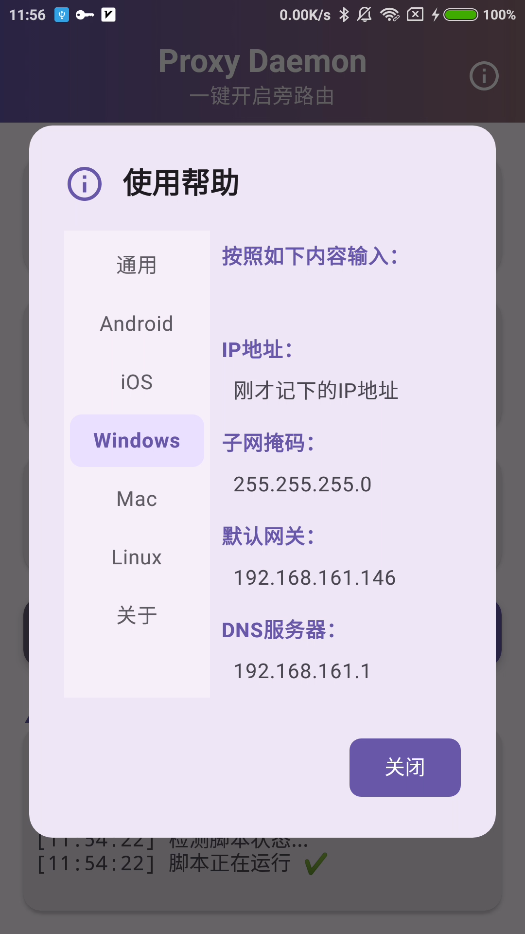 11:56
0.00K/s
100%
Proxy Daemon
一键开启旁路由
使用帮助
通用
Android
iOS
Windows
Mac
Linux
关于
按照如下内容输入：
IP地址：
刚才记下的IP地址
子网掩码：
255.255.255.0
默认网关：
192.168.161.146
DNS服务器：
192.168.161.1
关闭
[11:54:22] 检测脚本状态...
[11:54:22] 脚本正在运行 ✔